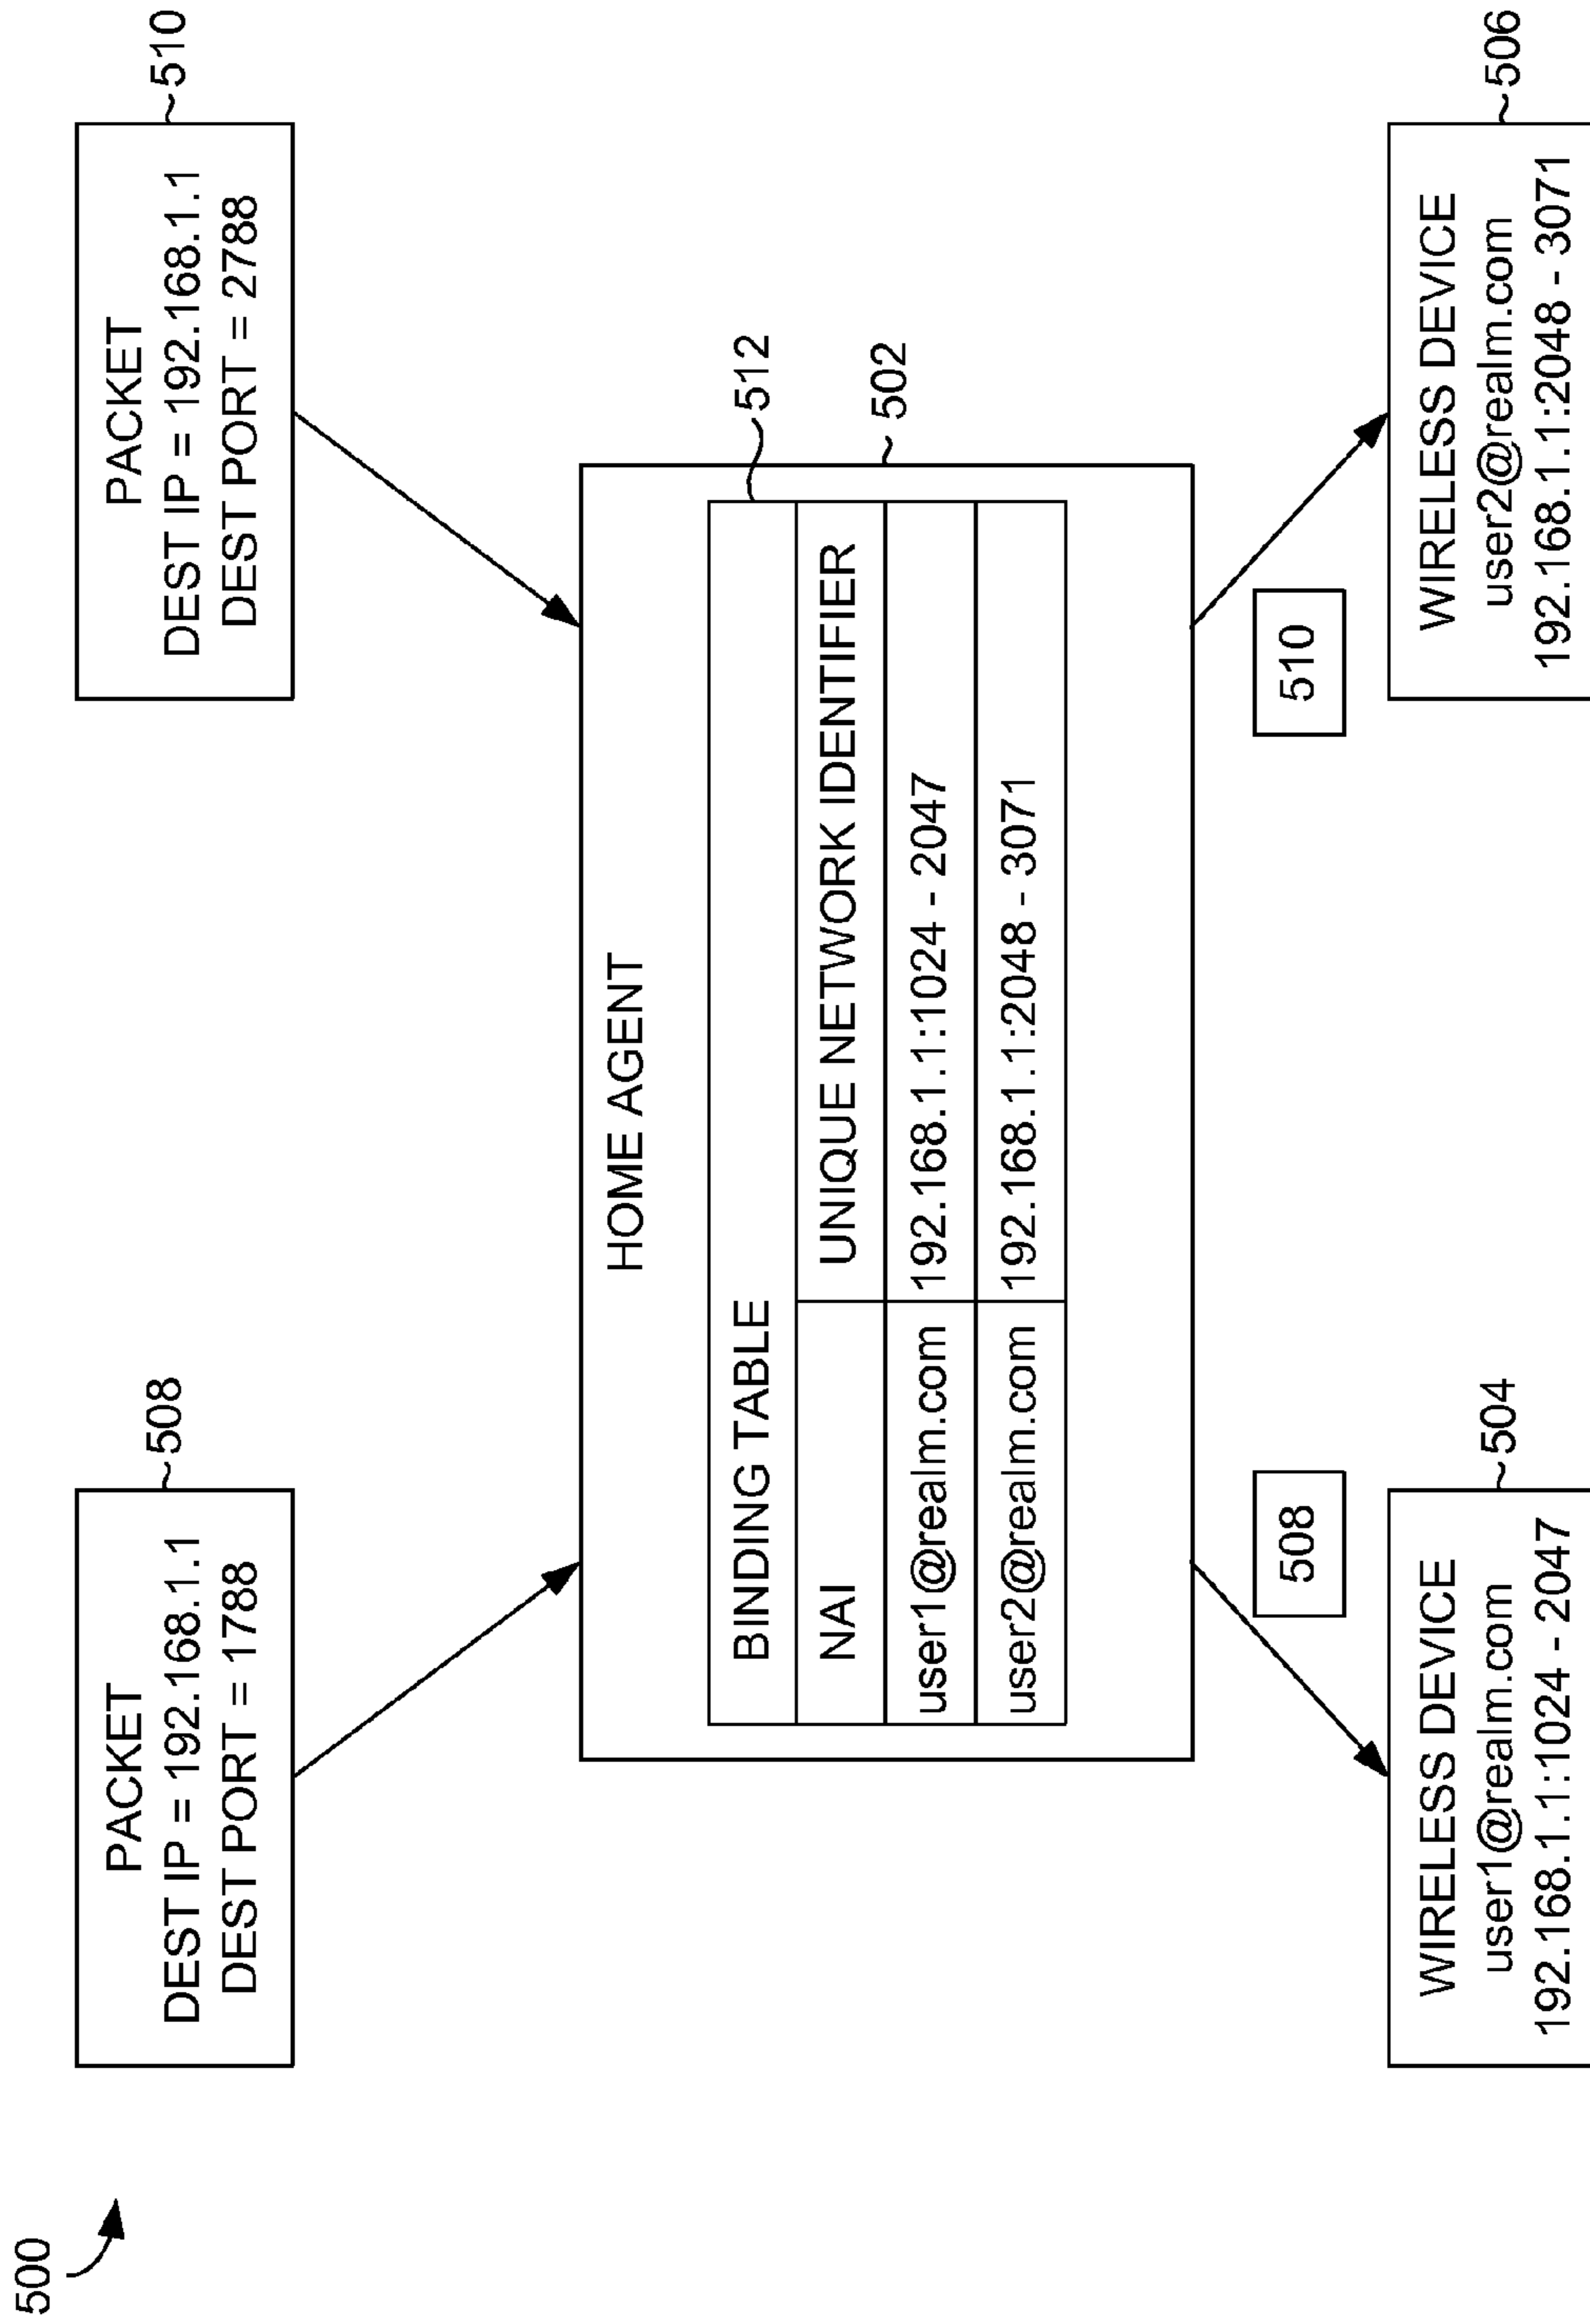 500
PACKET
DEST IP = 192.168.1.1
DEST PORT = 1788
508
PACKET
DEST IP = 192.168.1.1
DEST PORT = 2788
510
HOME AGENT
BINDING TABLE
NAI
UNIQUE NETWORK IDENTIFIER
user1@realm.com
192.168.1.1:1024 - 2047
user2@realm.com
192.168.1.1:2048 - 3071
512
502
508
510
WIRELESS DEVICE
user1@realm.com
192.168.1.1:1024 - 2047
504
WIRELESS DEVICE
user2@realm.com
192.168.1.1:2048 - 3071
506